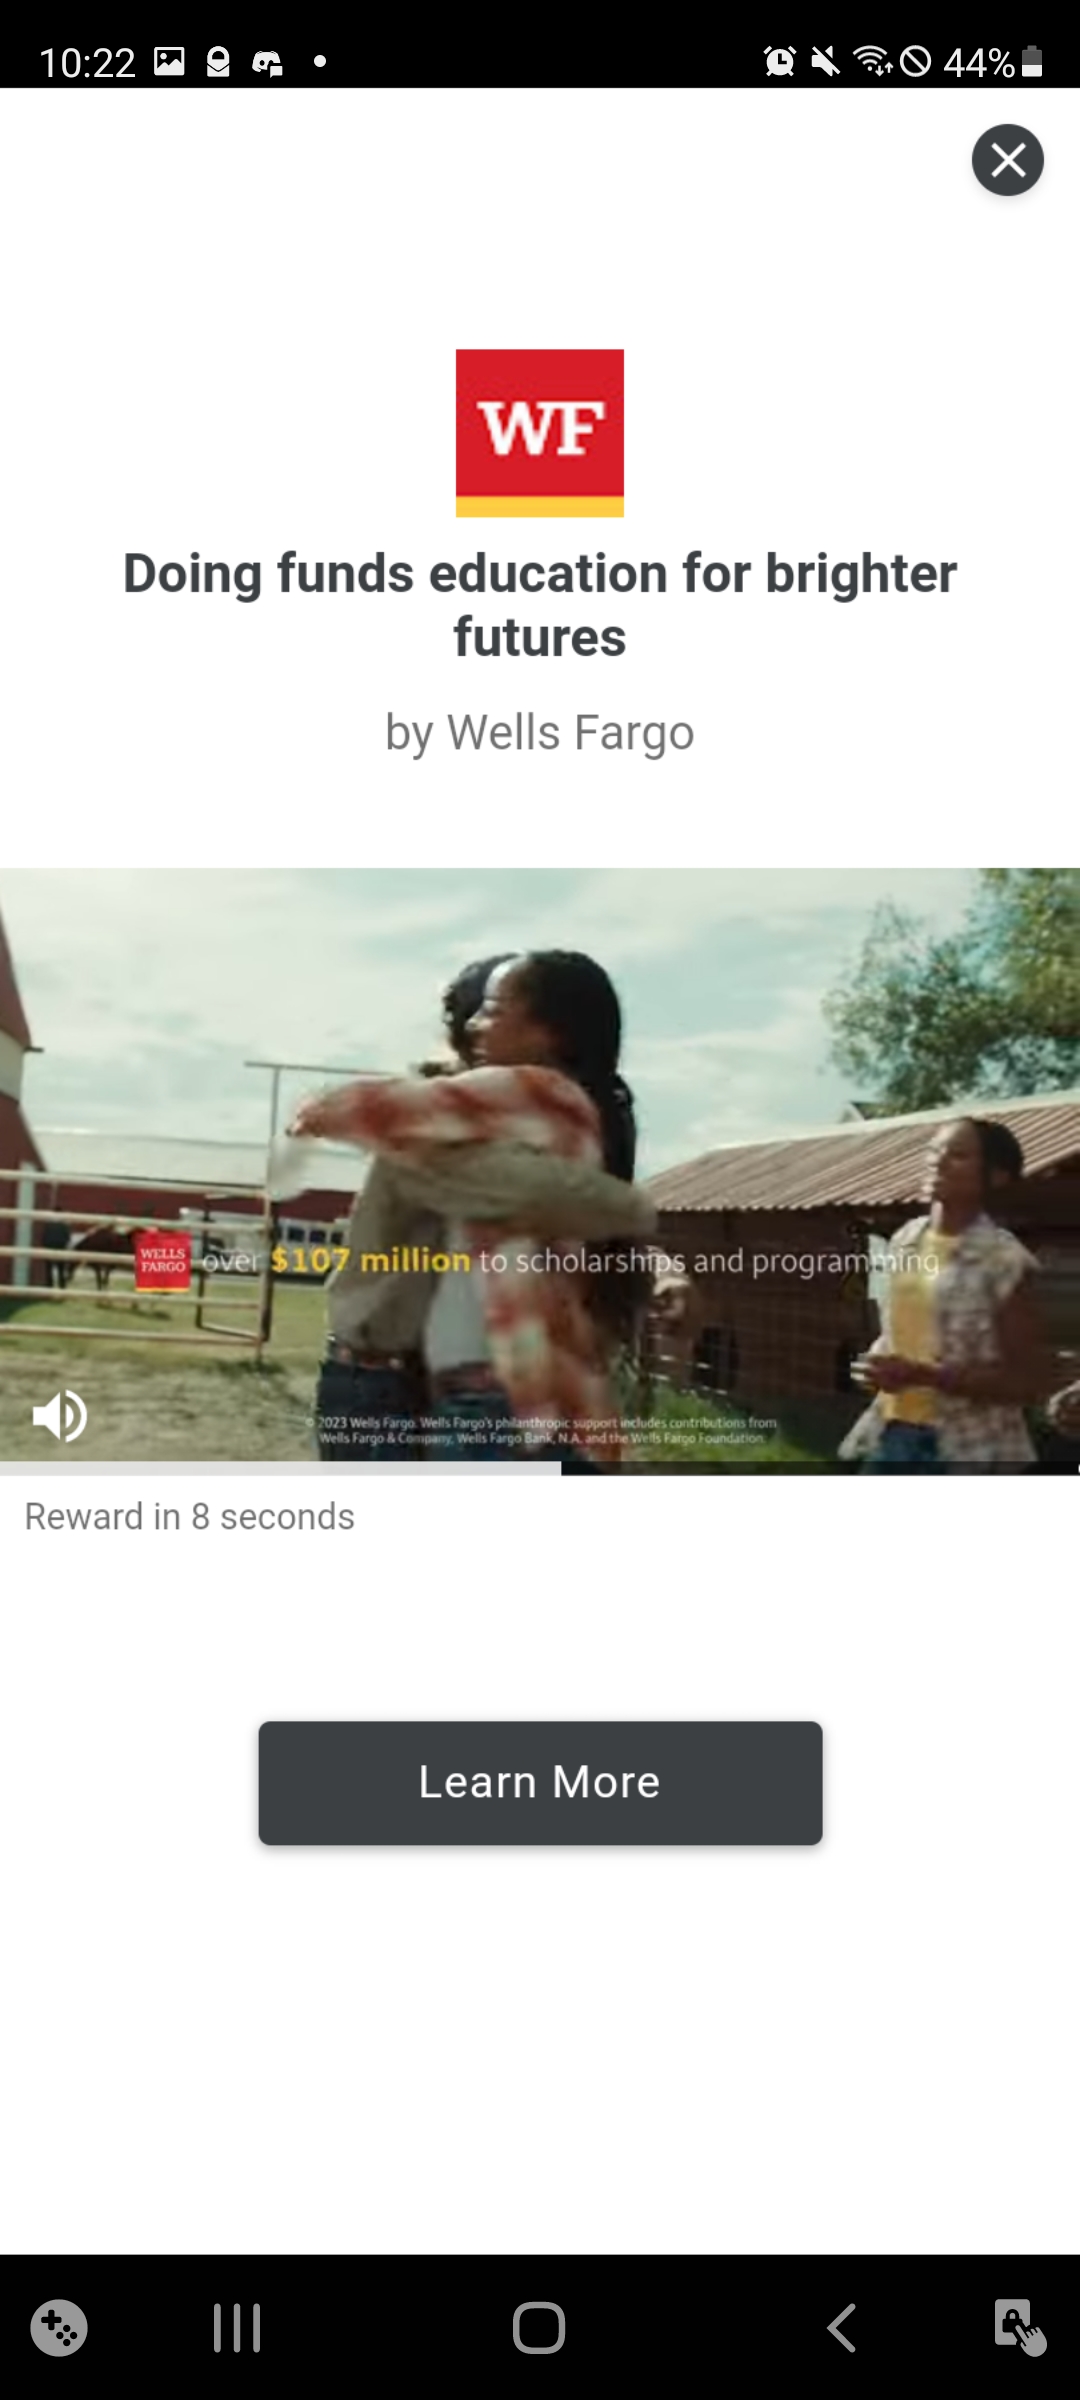 10:22
44%
WF
Doing funds education for brighter
futures
by Wells Fargo
WELLS
FARGO
over $107 million to scholarships and programming
© 2023 Wells Fargo. Wells Fargo's philanthropic support includes contributions from
Wells Fargo & Company, Wells Fargo Bank, N.A. and the Wells Fargo Foundation.
Reward in 8 seconds
Learn More